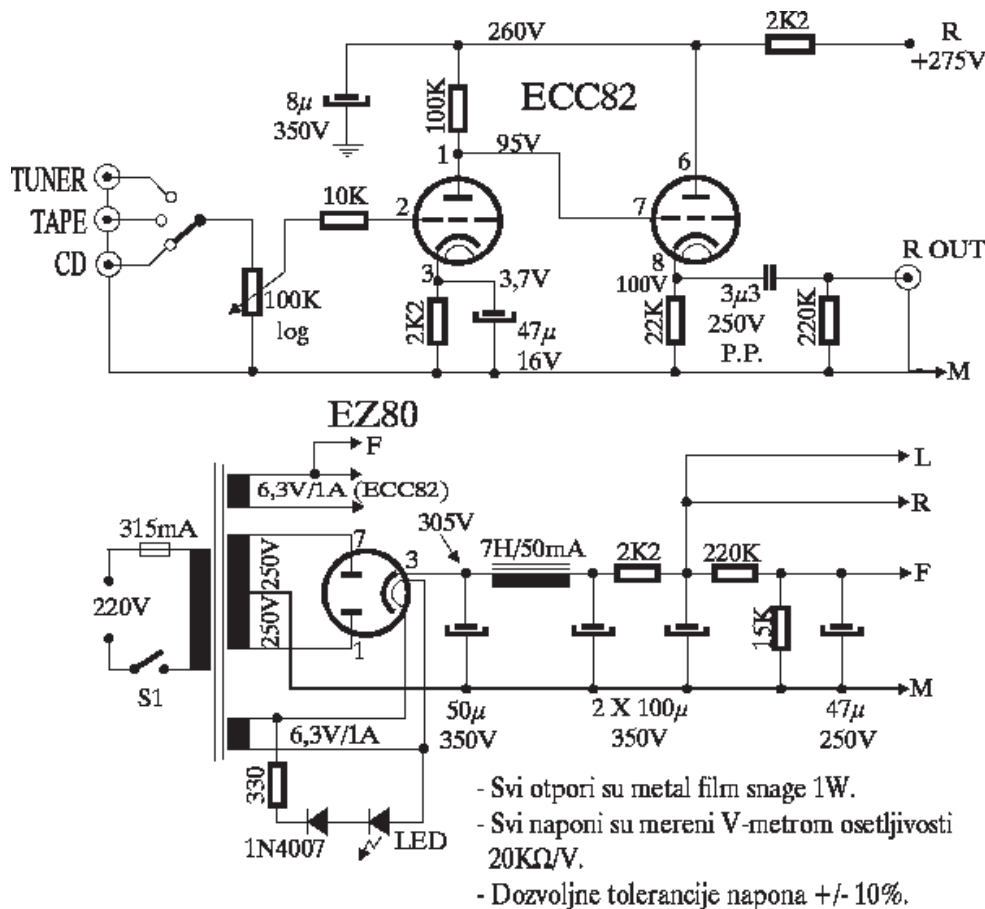 2K2
R
+275V
260V
8μ
350V
100K
ECC82
1
95V
6
TUNER
TAPE
CD
10K
2
7
R OUT
3
3,7V
8
100V
100K
log
2K2
47μ
16V
22K
3μ3
250V
P.P.
220K
M
EZ80
F
6,3V/1A (ECC82)
L
R
315mA
305V
7
3
7H/50mA
2K2
220K
F
220V
250V
250V
1
15K
S1
M
6,3V/1A
50μ
350V
2 X 100μ
350V
47μ
250V
330
1N4007
LED
- Svi otpori su metal film snage 1W.
- Svi naponi su mereni V-metrom osetljivosti
20KΩ/V.
- Dozvoljne tolerancije napona +/- 10%.